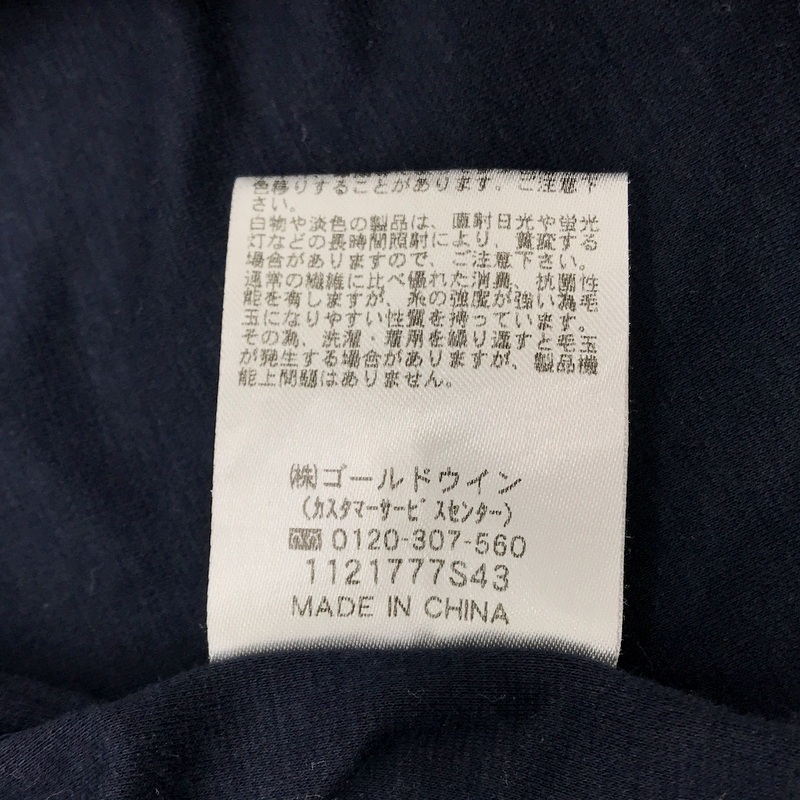 色移りすることがあります。ご注意下
さい。
白物や淡色の製品は、直射日光や蛍光
灯などの長時間照射により、黄変する
場合がありますので、ご注意下さい。
通常の繊維に比べ優れた消臭、抗菌性
能を有しますが、糸の強度が強い為毛
玉になりやすい性質を持っています。
その為、洗濯・着用を繰り返すと毛玉
が発生する場合がありますが、製品機
能上問題はありません。
㈱ゴールドウイン
(カスタマーサービスセンター)
0120-307-560
1121777S43
MADE IN CHINA